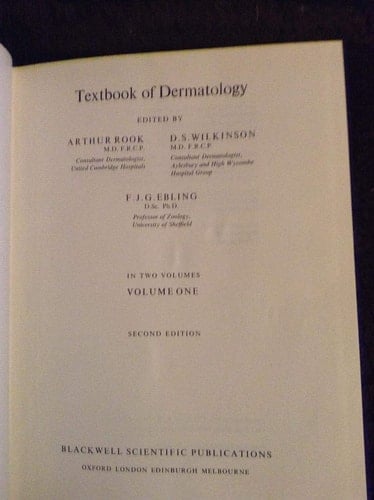 Textbook of Dermatology
EDITED BY
ARTHUR ROOK
M.D. F.R.C.P.
Consultant Dermatologist,
United Cambridge Hospitals
D.S. WILKINSON
M.D. F.R.C.P.
Consultant Dermatologist,
Aylesbury and High Wycombe
Hospital Group
F.J.G. EBLING
D.Sc. Ph.D.
Professor of Zoology,
University of Sheffield
IN TWO VOLUMES
VOLUME ONE
SECOND EDITION
BLACKWELL SCIENTIFIC PUBLICATIONS
OXFORD LONDON EDINBURGH MELBOURNE